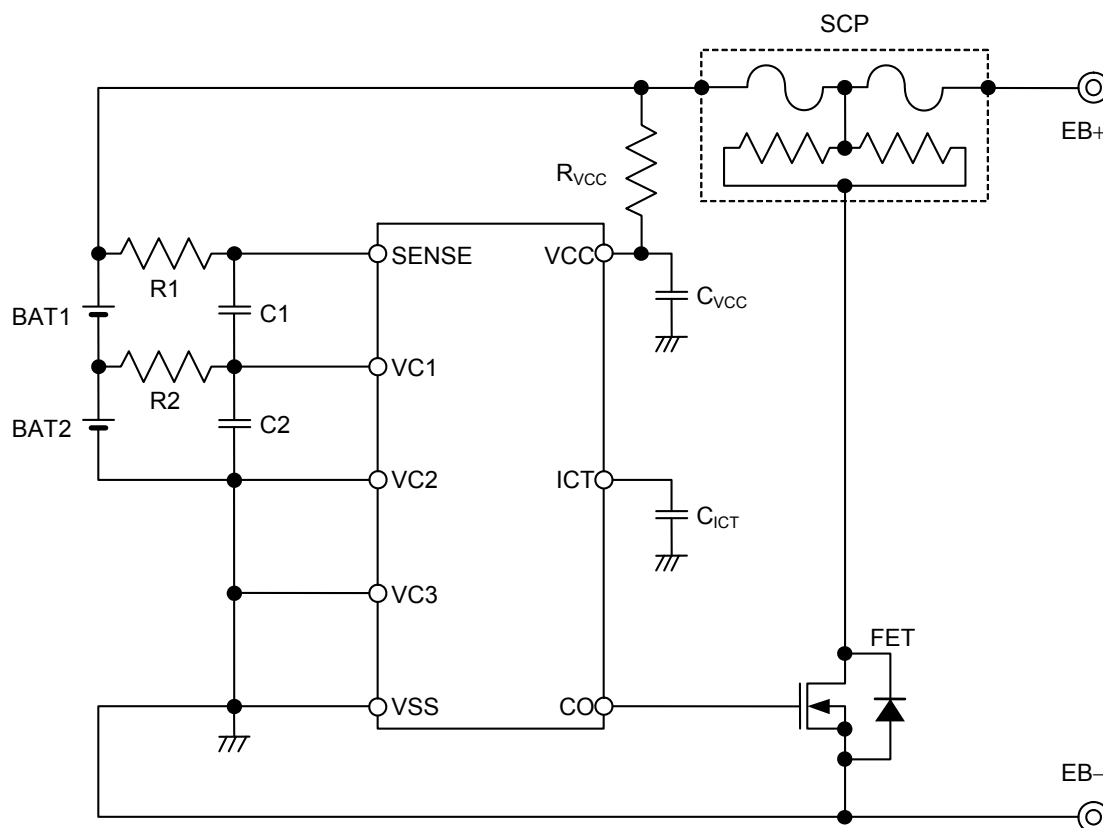 SCP
EB+
RVCC
SENSE
VCC
R1
C1
CVCC
BAT1
VC1
R2
C2
BAT2
VC2
ICT
CICT
VC3
FET
VSS
CO
EB−